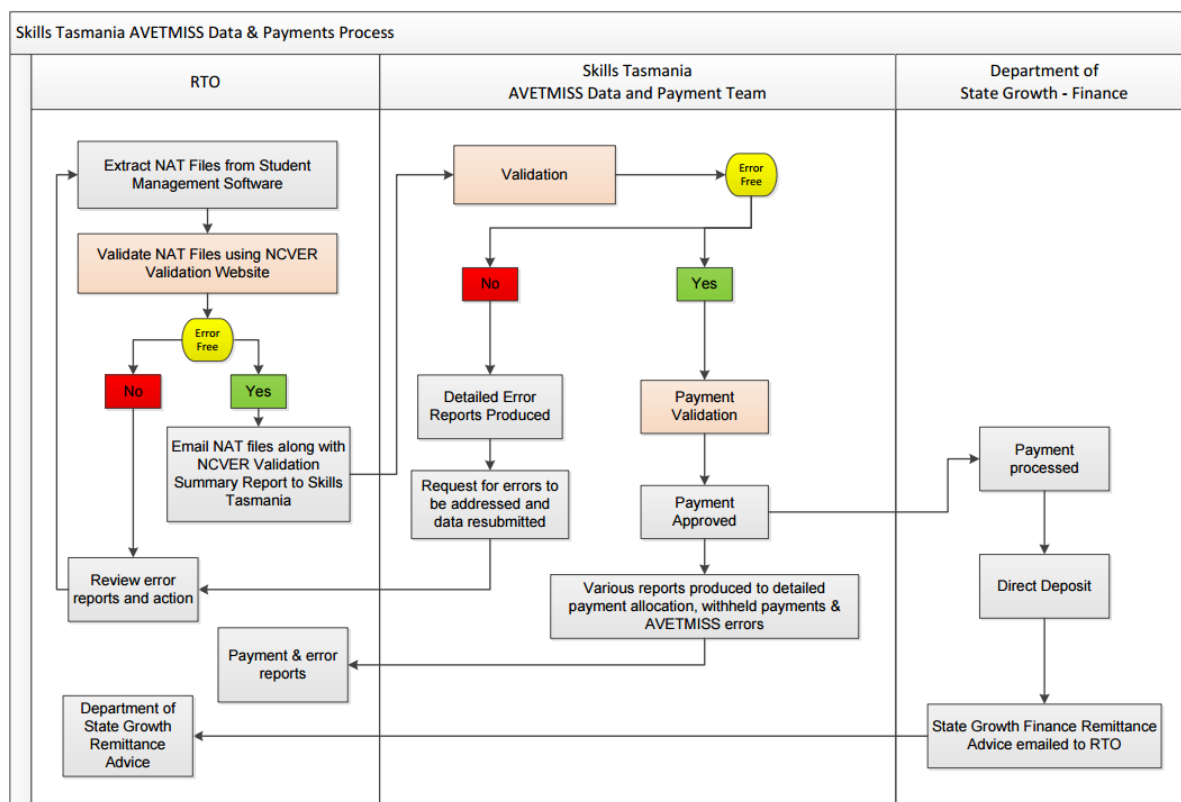 Skills Tasmania AVETMISS Data & Payments Process
RTO
Skills Tasmania
AVETMISS Data and Payment Team
Department of
State Growth - Finance
Extract NAT Files from Student
Management Software
Validate NAT Files using NCVER
Validation Website
Error
Free
No
Yes
Email NAT files along with
NCVER Validation
Summary Report to Skills
Tasmania
Review error
reports and action
Payment & error
reports
Department of
State Growth
Remittance
Advice
Validation
Error
Free
No
Yes
Detailed Error
Reports Produced
Request for errors to
be addressed and
data resubmitted
Payment
Validation
Payment
Approved
Various reports produced to detailed
payment allocation, withheld payments &
AVETMISS errors
Payment
processed
Direct Deposit
State Growth Finance Remittance
Advice emailed to RTO